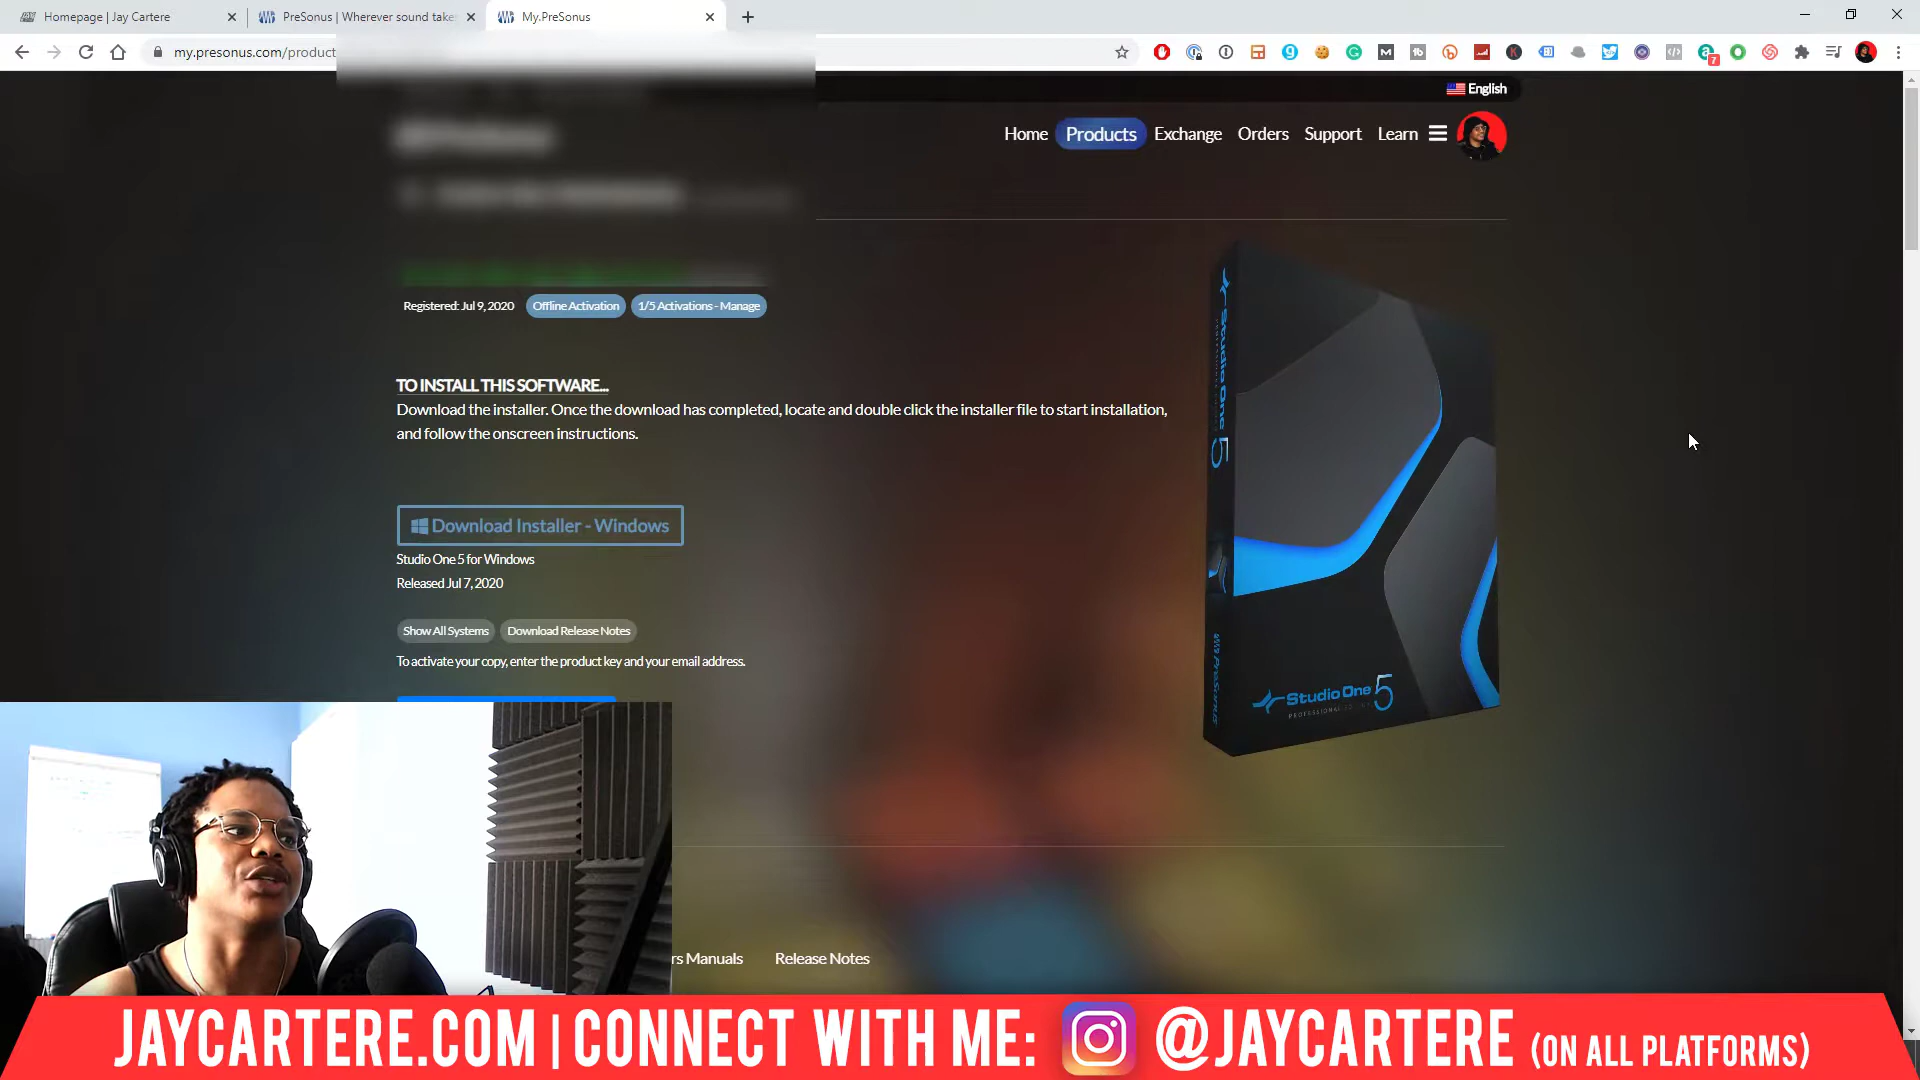 Homepage | Jay Cartere
PreSonus | Wherever sound take
My.PreSonus
my.presonus.com/product
7
English
Home
Products
Exchange
Orders
Support
Learn
Registered: Jul 9, 2020
Offline Activation
1/5 Activations - Manage
TO INSTALL THIS SOFTWARE...
Download the installer. Once the download has completed, locate and double click the installer file to start installation,
and follow the onscreen instructions.
Download Installer - Windows
Studio One 5 for Windows
Released Jul 7, 2020
Show All Systems
Download Release Notes
To activate your copy, enter the product key and your email address.
Studio One 5
PreSonus
Studio One 5
PROFESSIONAL EDITION
rs Manuals
Release Notes
JAYCARTERE.COM | CONNECT WITH ME: @JAYCARTERE (ON ALL PLATFORMS)